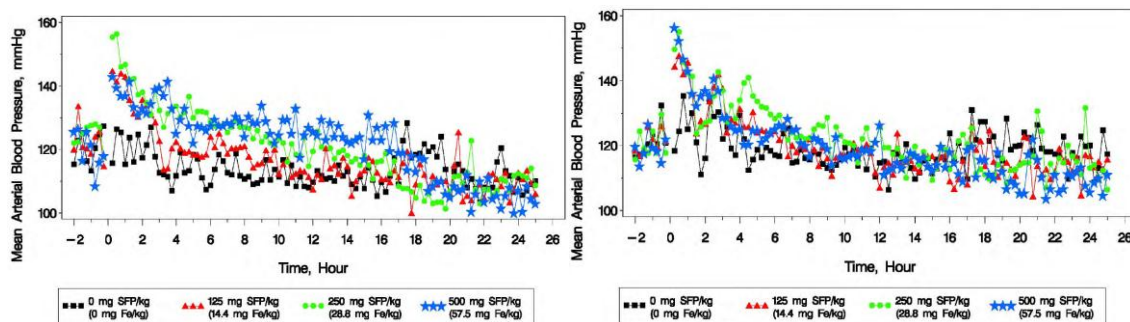 Mean Arterial Blood Pressure, mmHg
160
140
120
100
−2 0 2 4 6 8 10 12 14 16 18 20 22 24 26
Time, Hour
0 mg SFP/kg 125 mg SFP/kg 250 mg SFP/kg 500 mg SFP/kg
(0 mg Fe/kg) (14.4 mg Fe/kg) (28.8 mg Fe/kg) (57.5 mg Fe/kg)
Mean Arterial Blood Pressure, mmHg
160
140
120
100
−2 0 2 4 6 8 10 12 14 16 18 20 22 24 26
Time, Hour
0 mg SFP/kg 125 mg SFP/kg 250 mg SFP/kg 500 mg SFP/kg
(0 mg Fe/kg) (14.4 mg Fe/kg) (28.8 mg Fe/kg) (57.5 mg Fe/kg)